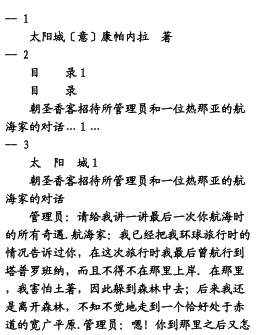 -- 1
太阳城〔意〕康帕内拉 著
-- 2
目 录1
目 录
朝圣香客招待所管理员和一位热那亚的航
海家的对话… 1 …
-- 3
太 阳 城1
朝圣香客招待所管理员和一位热那亚的航
海家的对话
管理员：请给我讲一讲最后一次你航海时
的所有奇遇.航海家：我已经把我环球旅行时的
情况告诉过你，在这次旅行时我最后曾航行到
塔普罗班纳，而且不得不在那里上岸．在那里
，我害怕土著，因此躲到森林中去；后来我还
是离开森林，不知不觉地走到一个恰好处于赤
道的宽广平原.管理员：嗯！你到那里之后又怎